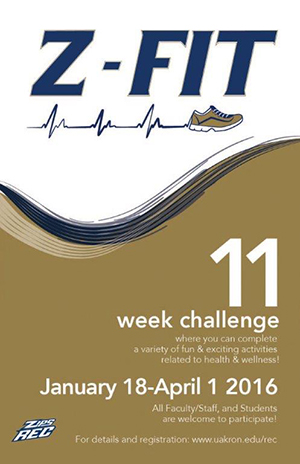 Z-FIT
11
week challenge
where you can complete
a variety of fun & exciting activities
related to health & wellness!
January 18-April 1 2016
All Faculty/Staff, and Students
are welcome to participate!
ZIPS
REC
For details and registration: www.uakron.edu/rec